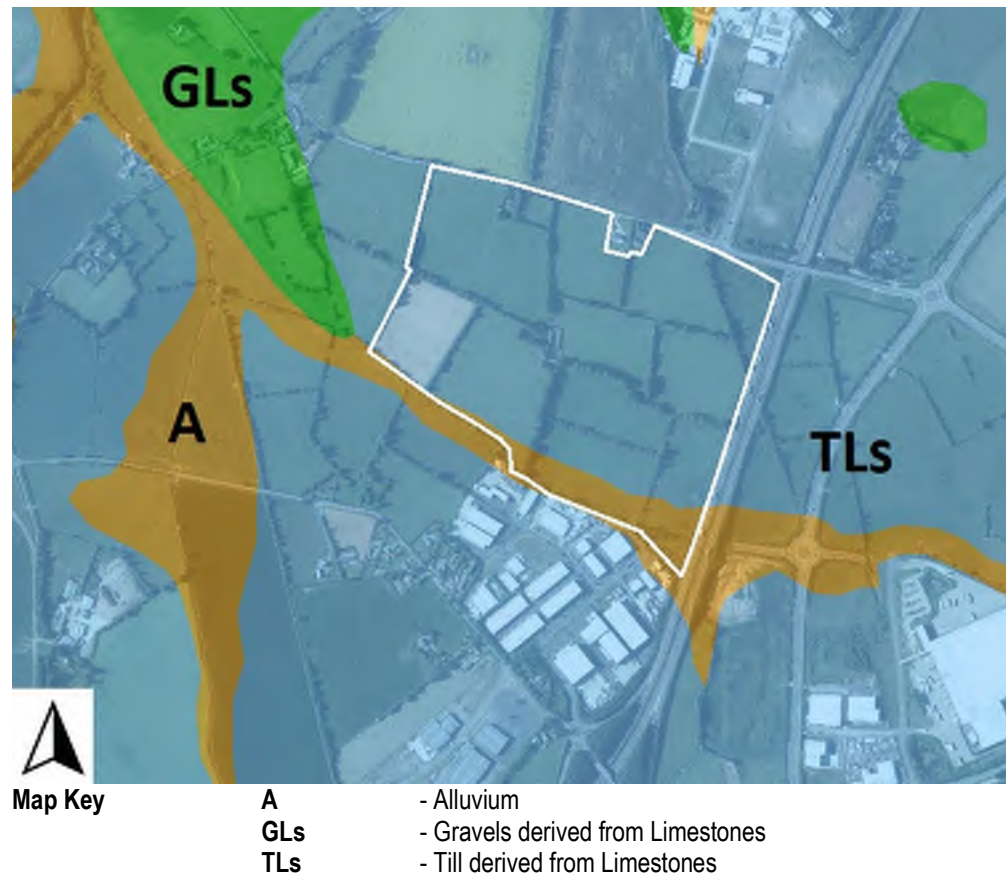 GLs
A
TLs
Map Key A - Alluvium
GLs - Gravels derived from Limestones
TLs - Till derived from Limestones